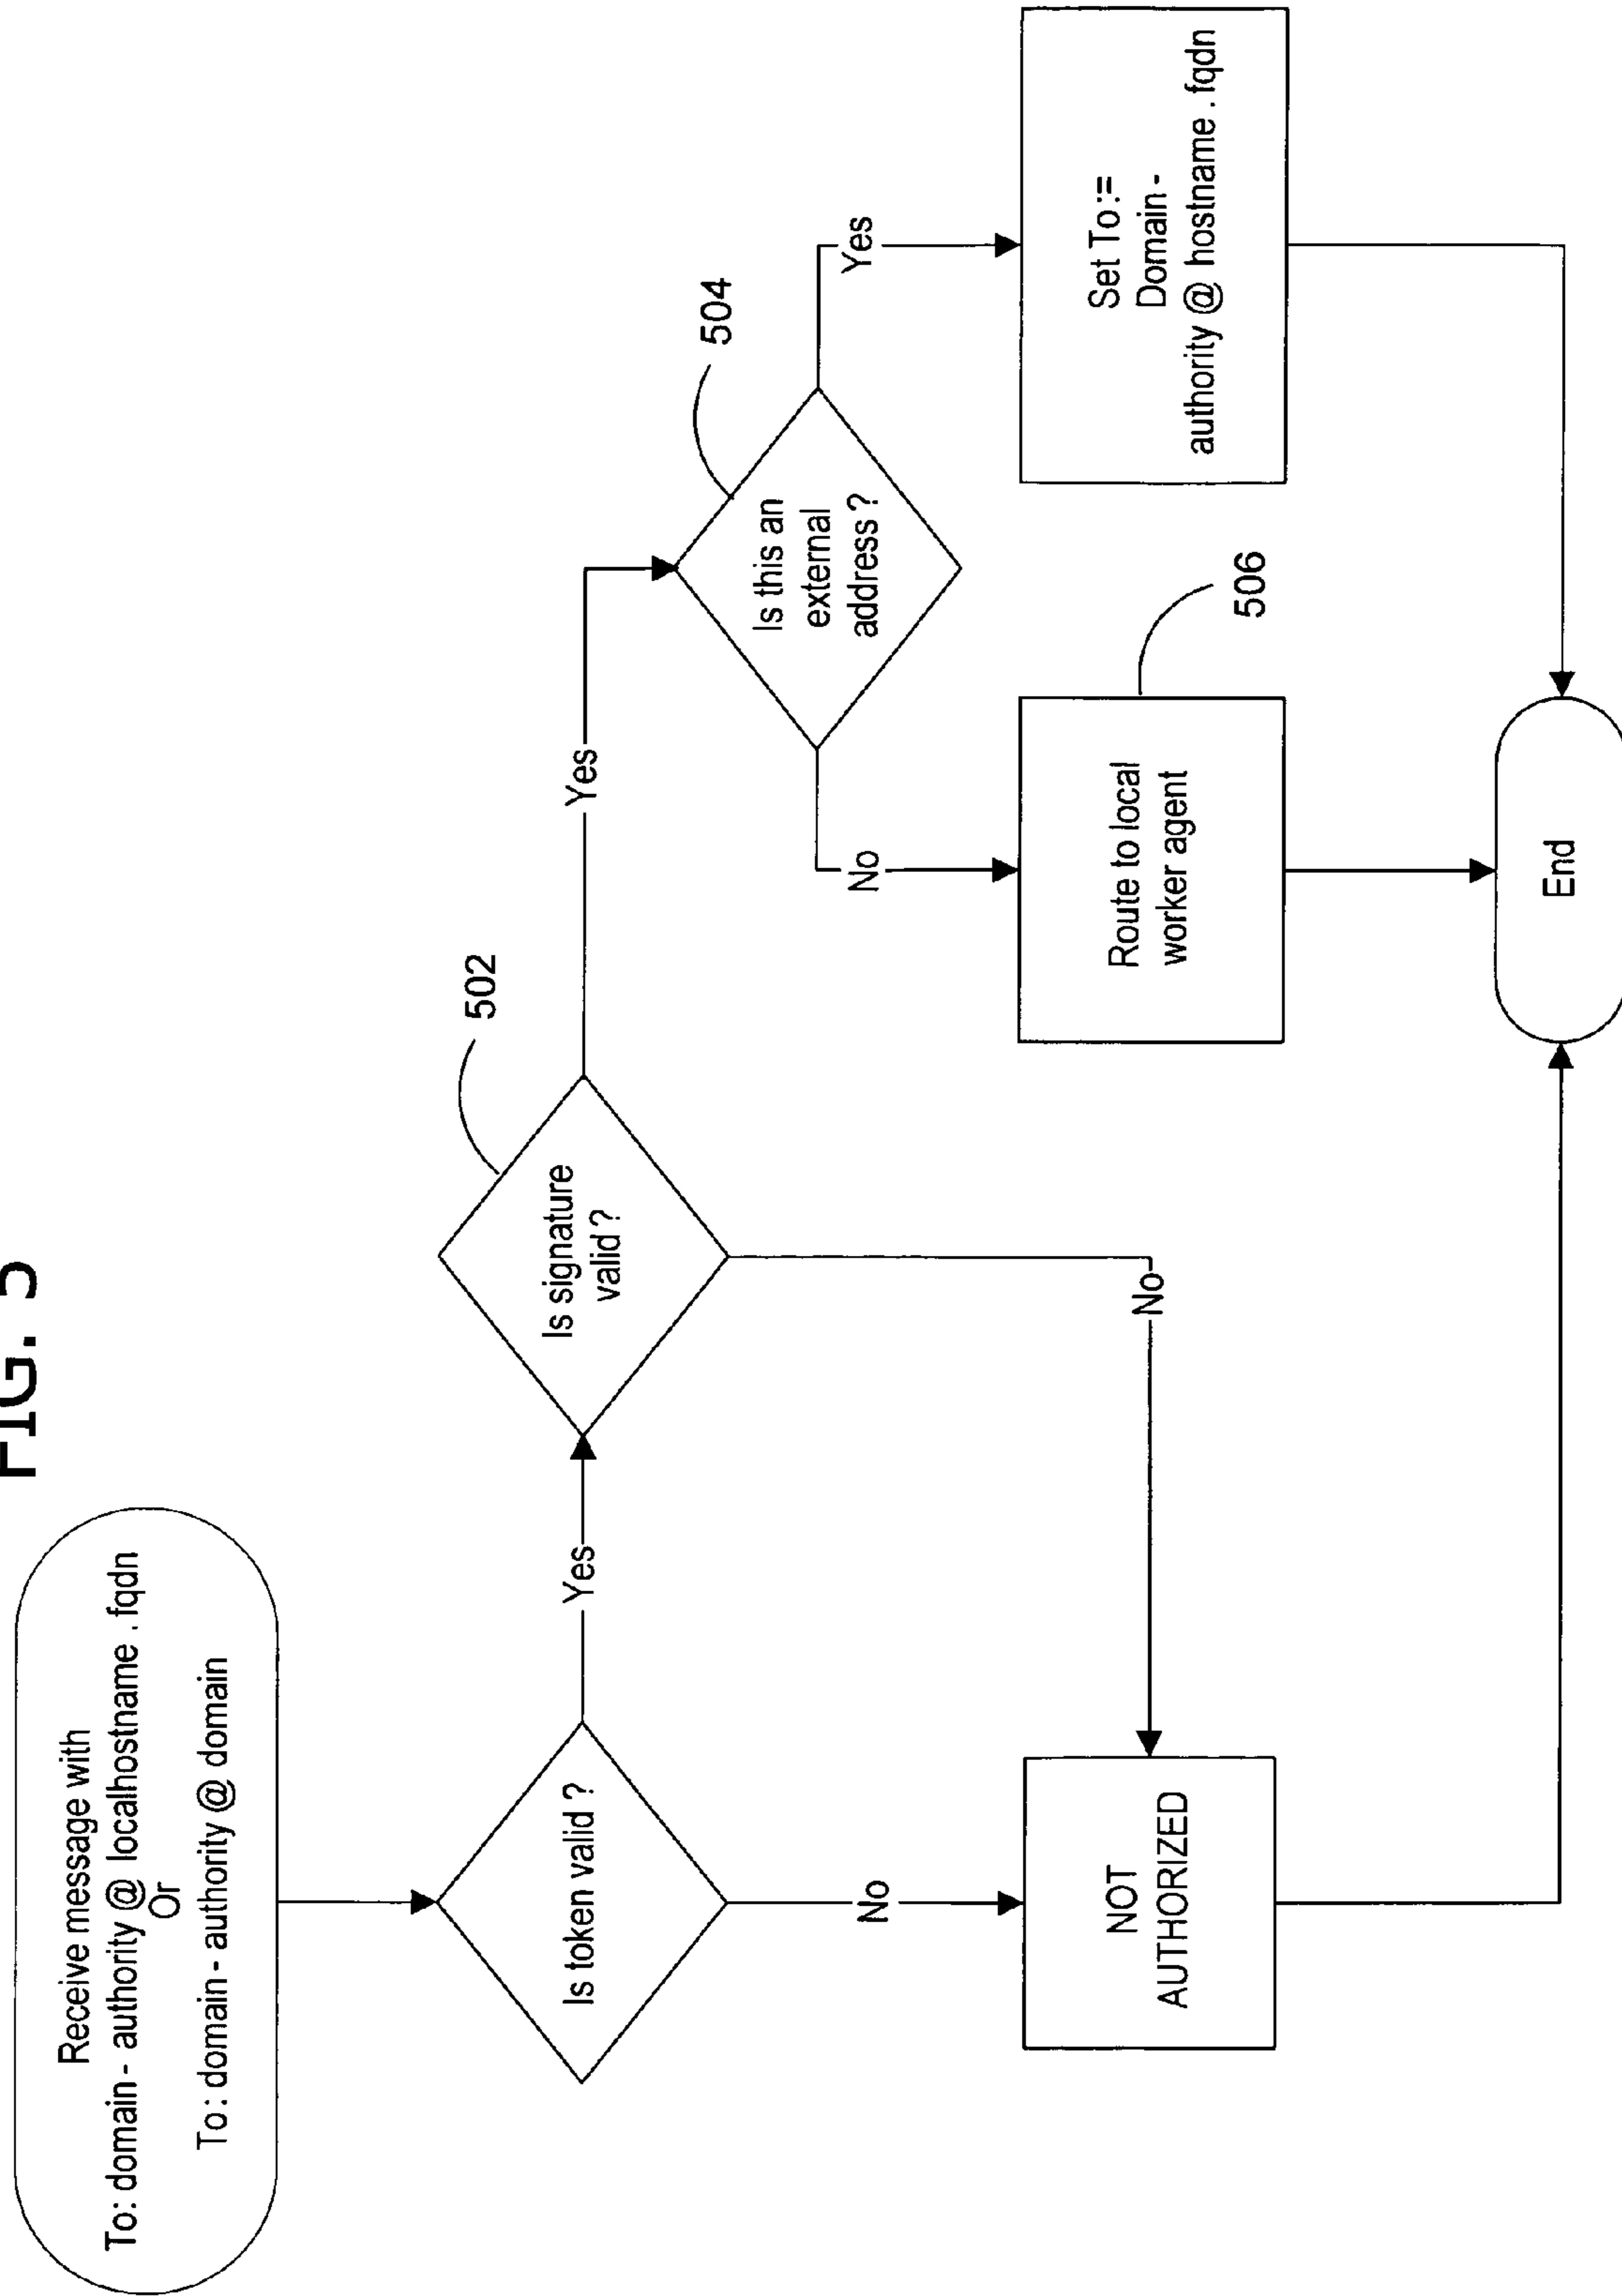 FIG. 5
Receive message with
To: domain - authority @ localhostname . fqdn
Or
To: domain - authority @ domain
Is token valid ?
Yes
No
Is signature
valid ?
502
Yes
No
NOT
AUTHORIZED
Is this an
external
address ?
504
No
Yes
Route to local
worker agent
506
Set To :=
Domain -
authority @ hostname . fqdn
End